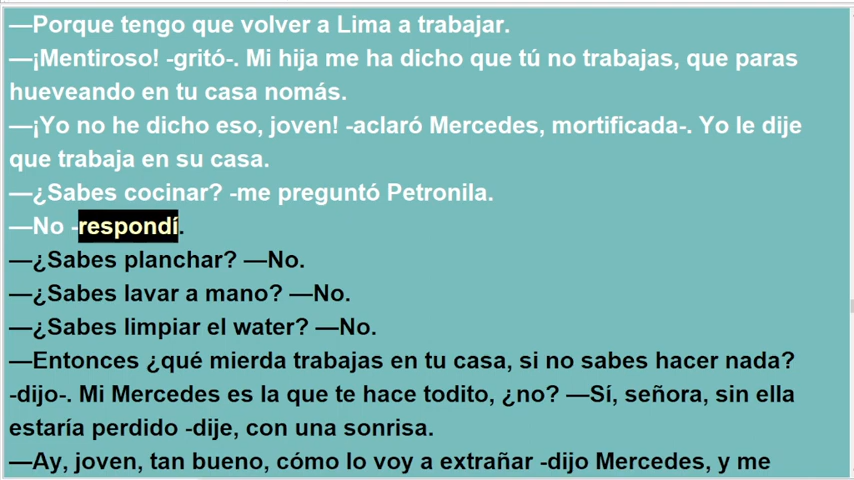 —Porque tengo que volver a Lima a trabajar.
—¡Mentiroso! -gritó-. Mi hija me ha dicho que tú no trabajas, que paras
hueveando en tu casa nomás.
—¡Yo no he dicho eso, joven! -aclaró Mercedes, mortificada-. Yo le dije
que trabaja en su casa.
—¿Sabes cocinar? -me preguntó Petronila.
—No -respondí.
—¿Sabes planchar? —No.
—¿Sabes lavar a mano? —No.
—¿Sabes limpiar el water? —No.
—Entonces ¿qué mierda trabajas en tu casa, si no sabes hacer nada?
-dijo-. Mi Mercedes es la que te hace todito, ¿no? —Sí, señora, sin ella
estaría perdido -dije, con una sonrisa.
—Ay, joven, tan bueno, cómo lo voy a extrañar -dijo Mercedes, y me